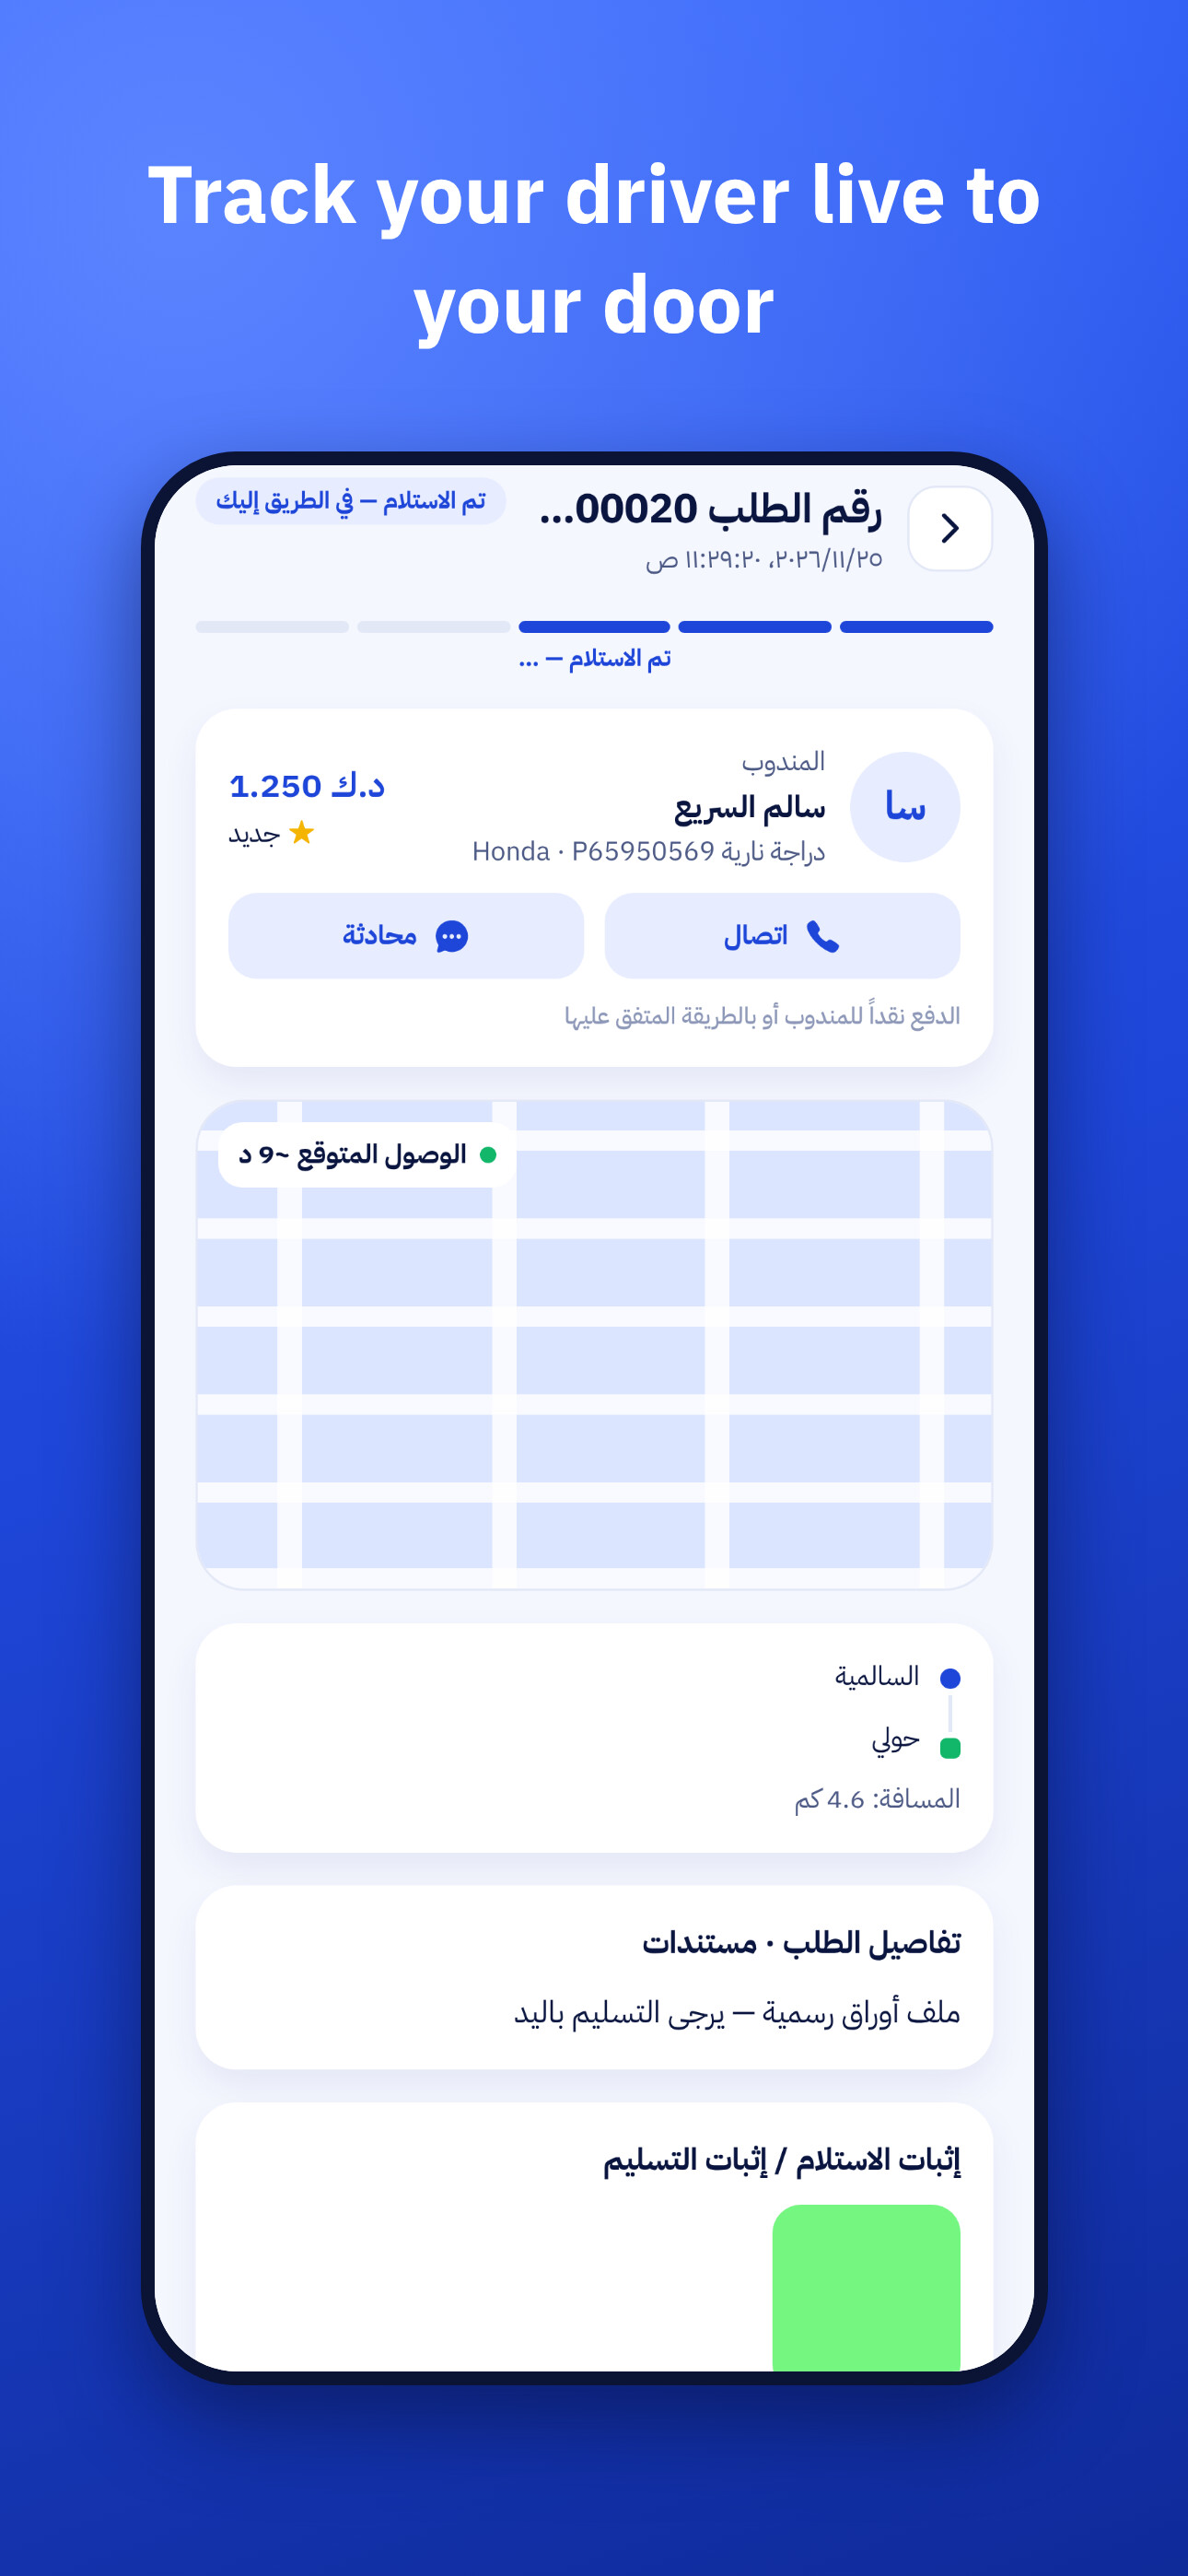 Track your driver live to
your door
رقم الطلب 00020...
تم الاستلام — في الطريق إليك
٢٠٢٦/١١/٢٥، ١١:٢٩:٢٠ ص
تم الاستلام — ...
سا
المندوب
سالم السريع
دراجة نارية Honda · P65950569
د.ك 1.250
جديد
اتصال
محادثة
الدفع نقداً للمندوب أو بالطريقة المتفق عليها
الوصول المتوقع ~9 د
السالمية
حولي
المسافة: 4.6 كم
تفاصيل الطلب · مستندات
ملف أوراق رسمية — يرجى التسليم باليد
إثبات الاستلام / إثبات التسليم